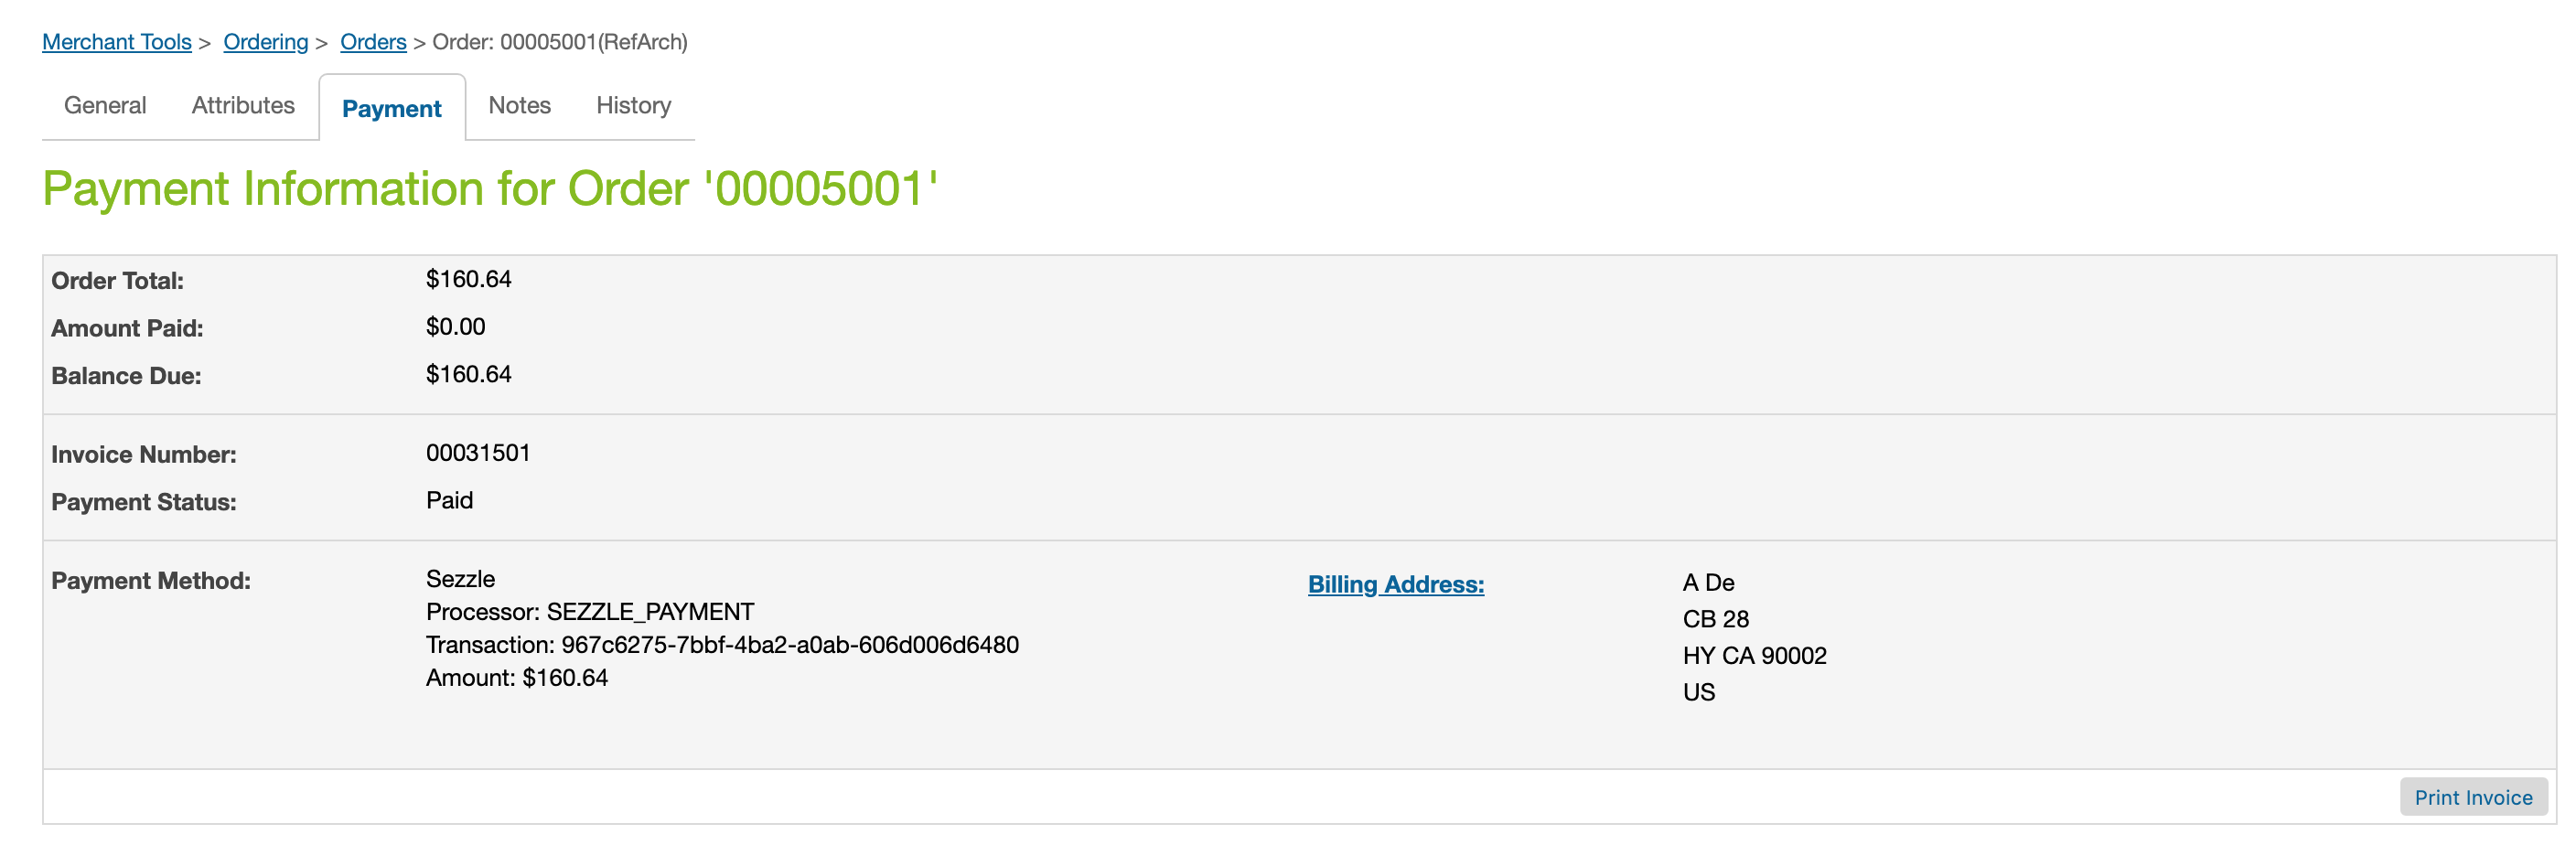 Merchant Tools > Ordering > Orders > Order: 00005001(RefArch)
General Attributes Payment Notes History
Payment Information for Order '00005001'
Order Total: $160.64
Amount Paid: $0.00
Balance Due: $160.64
Invoice Number: 00031501
Payment Status: Paid
Payment Method: Sezzle
Processor: SEZZLE_PAYMENT
Transaction: 967c6275-7bbf-4ba2-a0ab-606d006d6480
Amount: $160.64
Billing Address: A De
CB 28
HY CA 90002
US
Print Invoice